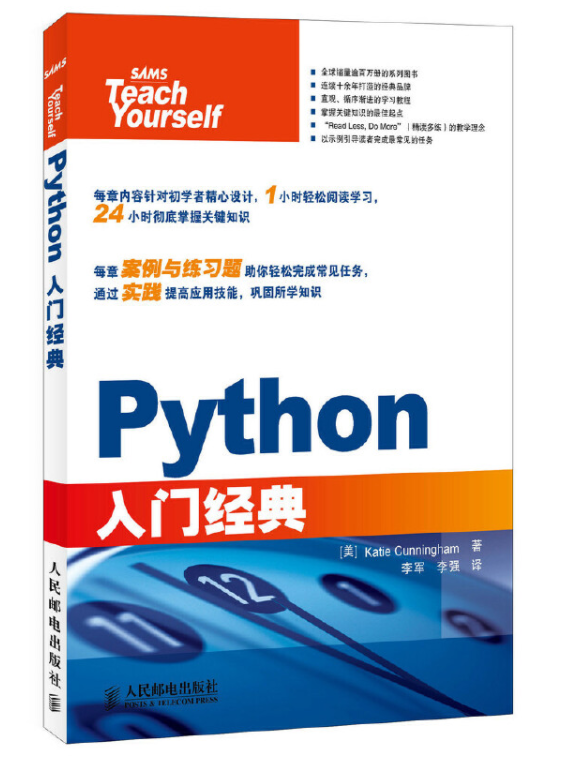 SAMS
Teach
Yourself
全球销量逾百万册的系列图书
连续十余年打造的经典品牌
直观、循序渐进的学习教程
掌握关键知识的最佳起点
“Read Less, Do More”（精读多练）的教学理念
以示例引导读者完成最常见的任务
每章内容针对初学者精心设计，1小时轻松阅读学习，
24小时彻底掌握关键知识
每章案例与练习题助你轻松完成常见任务，
通过实践提高应用技能，巩固所学知识
Python
入门经典
[美] Katie Cunningham 著
李军 李强 译
11
12
1
2
人民邮电出版社
POSTS & TELECOM PRESS
SAMS
Teach
Yourself
Python
入门经典
人民邮电出版社